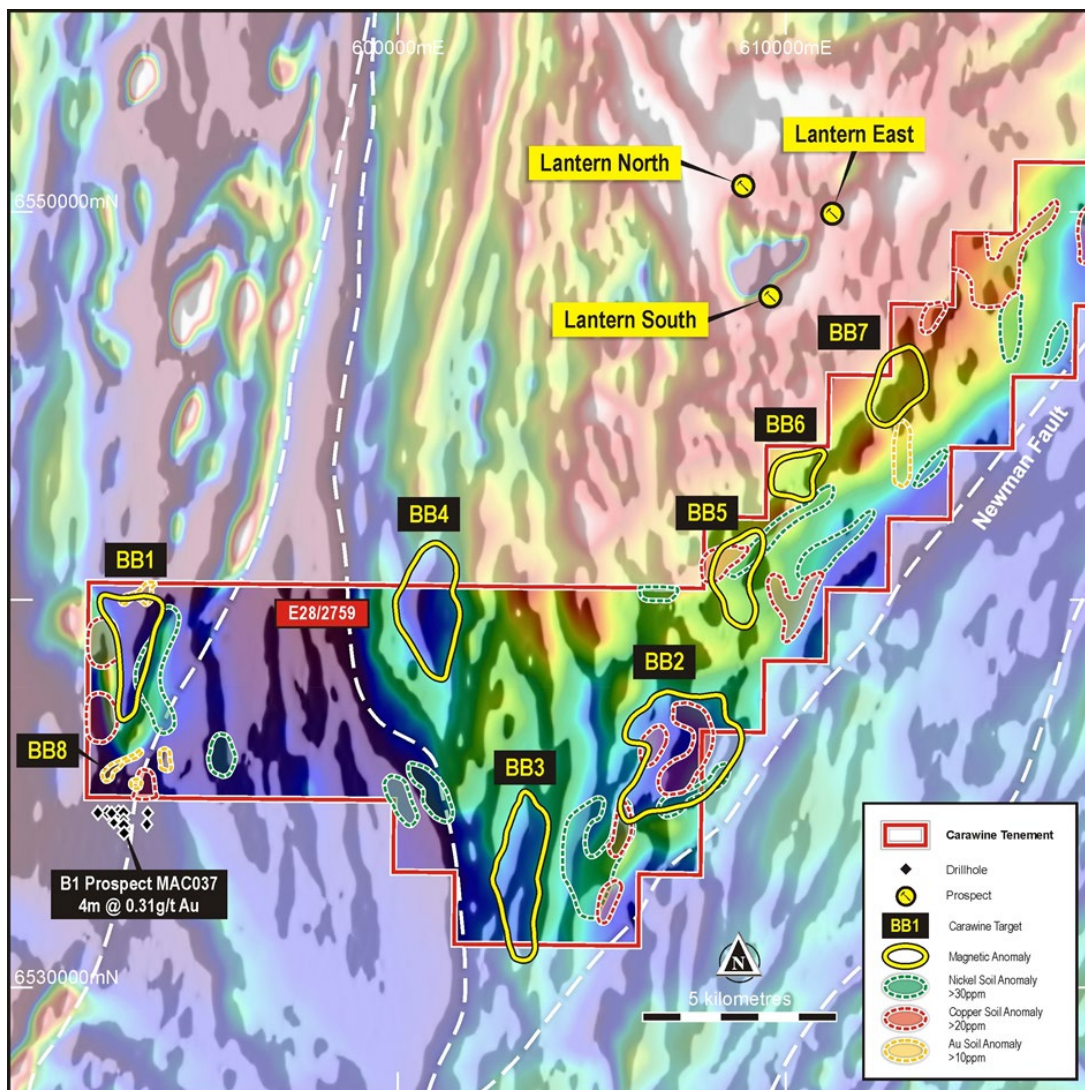 600000mE
610000mE
Lantern East
Lantern North
6550000mN
Lantern South
BB7
BB6
Newman Fault
BB5
BB4
BB1
E28/2759
BB2
BB8
BB3
B1 Prospect MAC037
4m @ 0.31g/t Au
6530000mN
N
5 kilometres
Carawine Tenement
Drillhole
Prospect
BB1
Carawine Target
Magnetic Anomaly
Nickel Soil Anomaly
>30ppm
Copper Soil Anomaly
>20ppm
Au Soil Anomaly
>10ppm